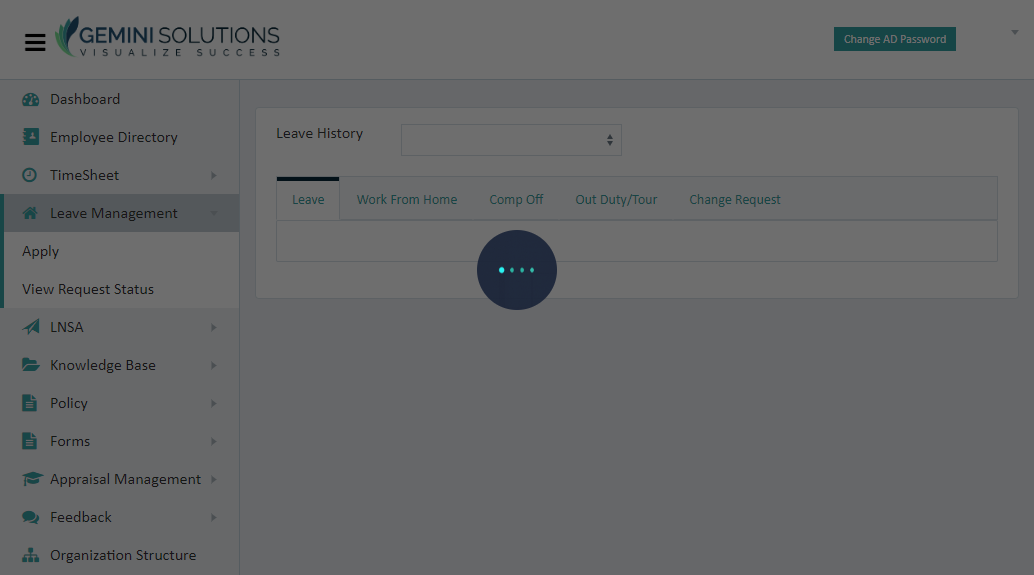 GEMINI SOLUTIONS
VISUALIZE SUCCESS
Change AD Password
Dashboard
Employee Directory
TimeSheet
Leave Management
Apply
View Request Status
LNSA
Knowledge Base
Policy
Forms
Appraisal Management
Feedback
Organization Structure
Leave History
Leave Work From Home Comp Off Out Duty/Tour Change Request